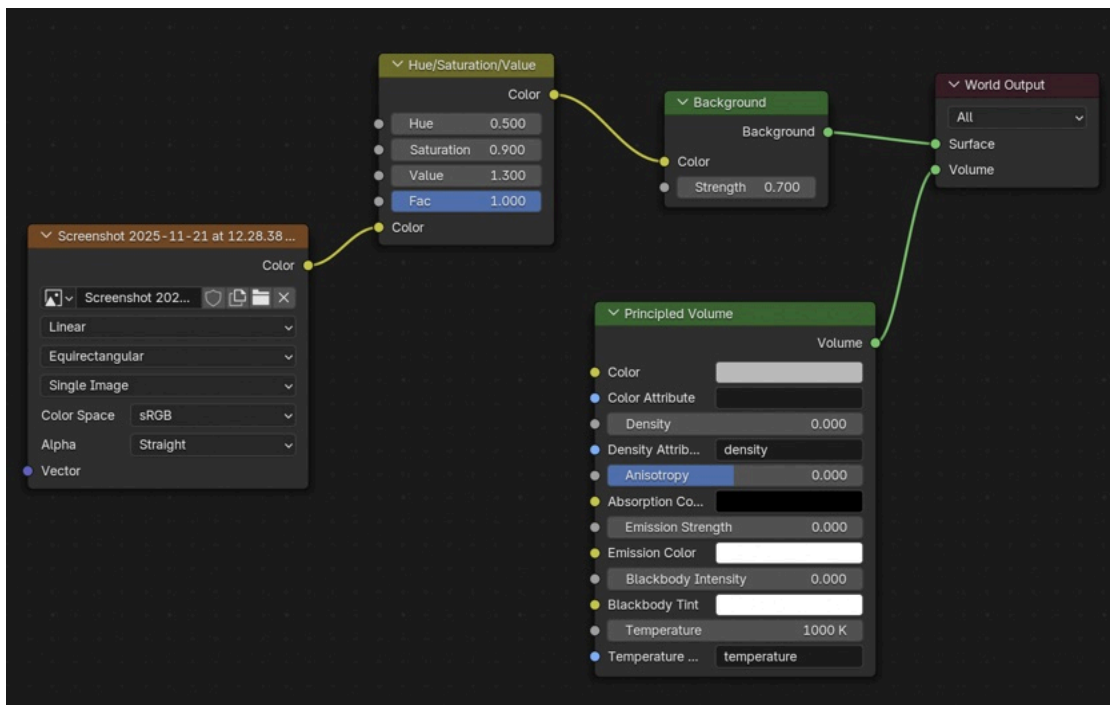 Hue/Saturation/Value
Color
Hue 0.500
Saturation 0.900
Value 1.300
Fac 1.000
Color
Background
Background
Color
Strength 0.700
World Output
All
Surface
Volume
Screenshot 2025-11-21 at 12.28.38 ...
Color
Screenshot 202...
Linear
Equirectangular
Single Image
Color Space sRGB
Alpha Straight
Vector
Principled Volume
Volume
Color
Color Attribute
Density 0.000
Density Attrib... density
Anisotropy 0.000
Absorption Co...
Emission Strength 0.000
Emission Color
Blackbody Intensity 0.000
Blackbody Tint
Temperature 1000 K
Temperature ... temperature